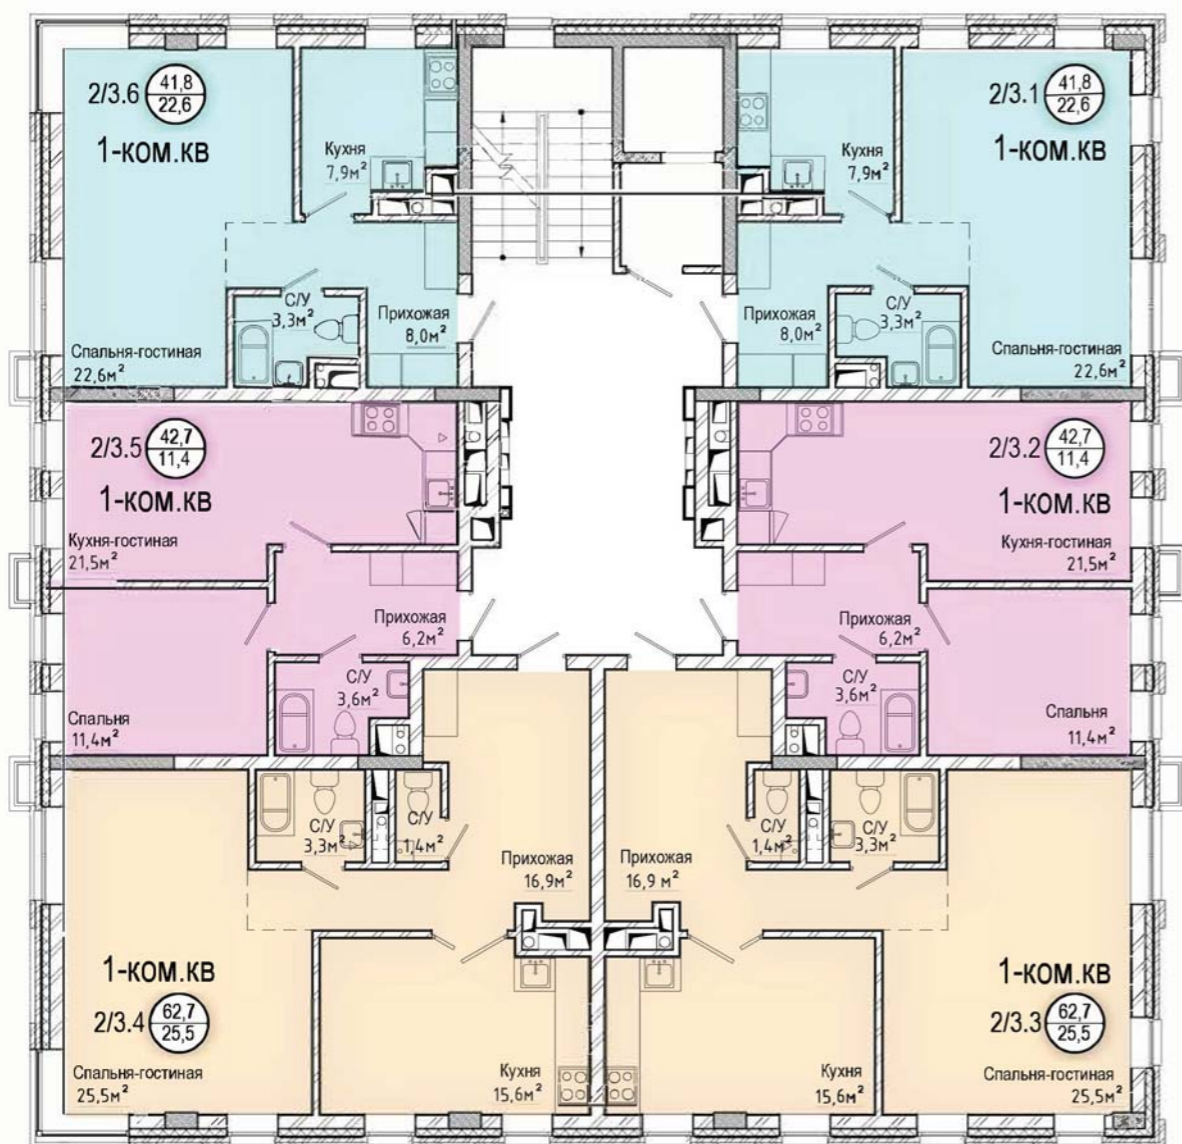 2/3.6
41,8
22,6
1-КОМ.КВ
Кухня
7,9м²
С/У
3,3м²
Прихожая
8,0м²
Спальня-гостиная
22,6м²
2/3.1
41,8
22,6
1-КОМ.КВ
Кухня
7,9м²
Прихожая
8,0м²
С/У
3,3м²
Спальня-гостиная
22,6м²
2/3.5
42,7
11,4
1-КОМ.КВ
Кухня-гостиная
21,5м²
Прихожая
6,2м²
С/У
3,6м²
Спальня
11,4м²
2/3.2
42,7
11,4
1-КОМ.КВ
Кухня-гостиная
21,5м²
Прихожая
6,2м²
С/У
3,6м²
Спальня
11,4м²
С/У
3,3м²
С/У
1,4м²
Прихожая
16,9м²
1-КОМ.КВ
2/3.4
62,7
25,5
Спальня-гостиная
25,5м²
Кухня
15,6м²
Прихожая
16,9 м²
С/У
1,4м²
С/У
3,3м²
1-КОМ.КВ
2/3.3
62,7
25,5
Кухня
15,6м²
Спальня-гостиная
25,5м²